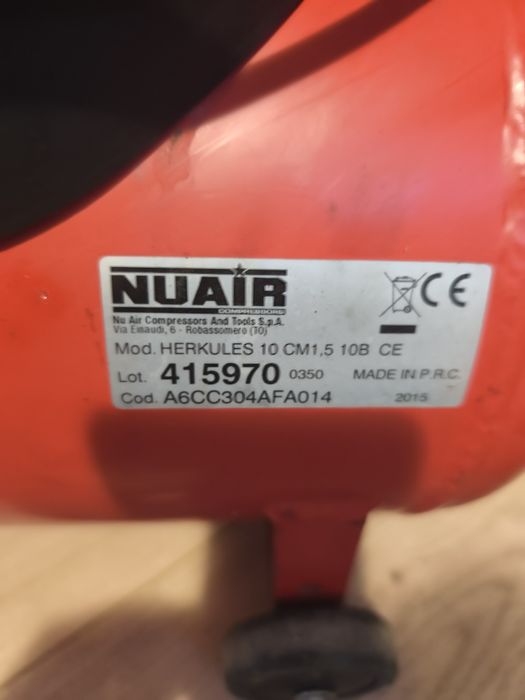 NUAIR
COMPRESSORS
Nu Air Compressors And Tools S.p.A.
Via Einaudi, 6 - Robassomero (TO)
CE
Mod. HERKULES 10 CM1,5 10B CE
Lot. 415970 0350 MADE IN P.R.C.
Cod. A6CC304AFA014 2015